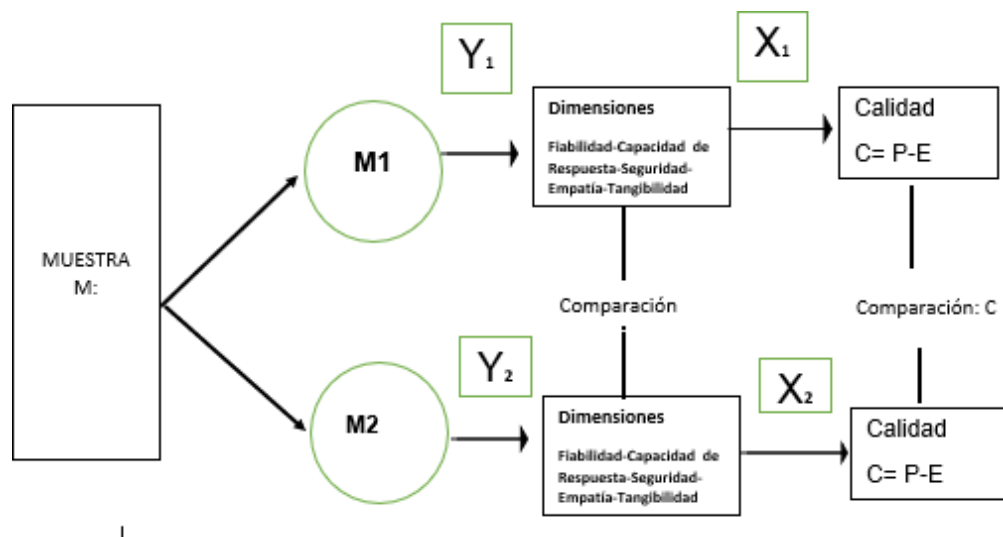 Y₁
X₁
Dimensiones
Fiabilidad-Capacidad de
Respuesta-Seguridad-
Empatía-Tangibilidad
Calidad
C= P-E
M1
MUESTRA
M:
Comparación
Comparación: C
Y₂
X₂
M2
Dimensiones
Fiabilidad-Capacidad de
Respuesta-Seguridad-
Empatía-Tangibilidad
Calidad
C= P-E